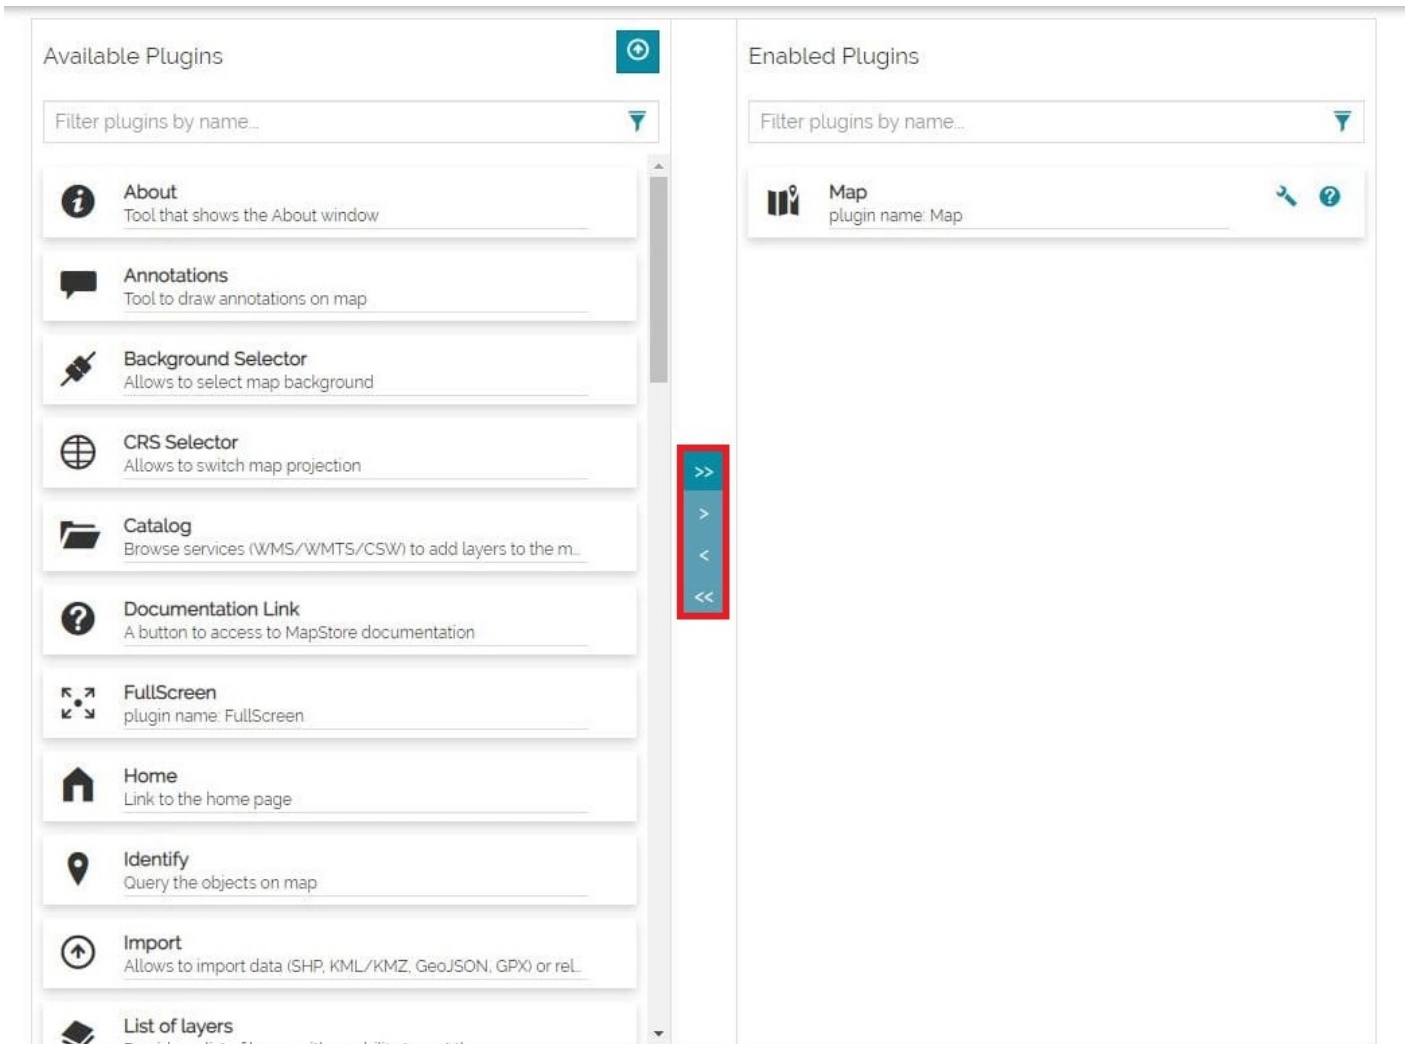 Available Plugins
Filter plugins by name...
About
Tool that shows the About window
Annotations
Tool to draw annotations on map
Background Selector
Allows to select map background
CRS Selector
Allows to switch map projection
Catalog
Browse services (WMS/WMTS/CSW) to add layers to the m...
Documentation Link
A button to access to MapStore documentation
FullScreen
plugin name: FullScreen
Home
Link to the home page
Identify
Query the objects on map
Import
Allows to import data (SHP, KML/KMZ, GeoJSON, GPX) or rel...
List of layers
>>
>
<
<<
Enabled Plugins
Filter plugins by name...
Map
plugin name: Map